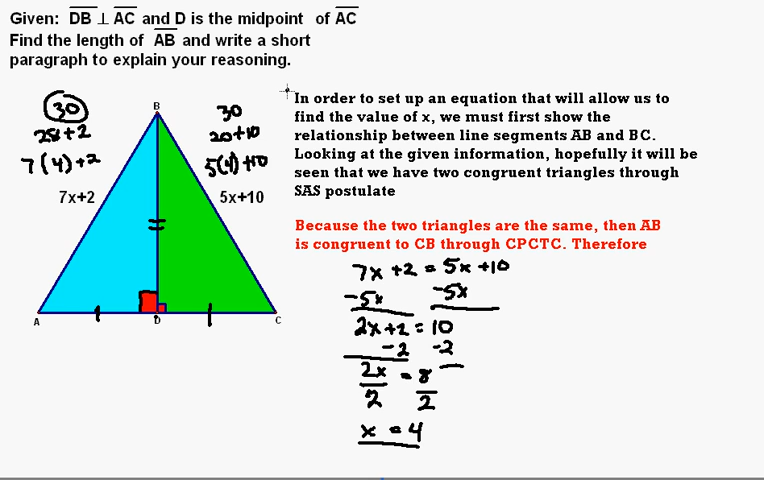 Given: DB ⊥ AC and D is the midpoint of AC
Find the length of AB and write a short
paragraph to explain your reasoning.
30
28+2
7(4)+2
7x+2
B
30
20+10
5(4)+10
5x+10
A
D
C
In order to set up an equation that will allow us to
find the value of x, we must first show the
relationship between line segments AB and BC.
Looking at the given information, hopefully it will be
seen that we have two congruent triangles through
SAS postulate
Because the two triangles are the same, then AB
is congruent to CB through CPCTC. Therefore
7x +2 = 5x +10
-5x -5x
2x+2 = 10
-2 -2
2x = 8
2 2
x = 4